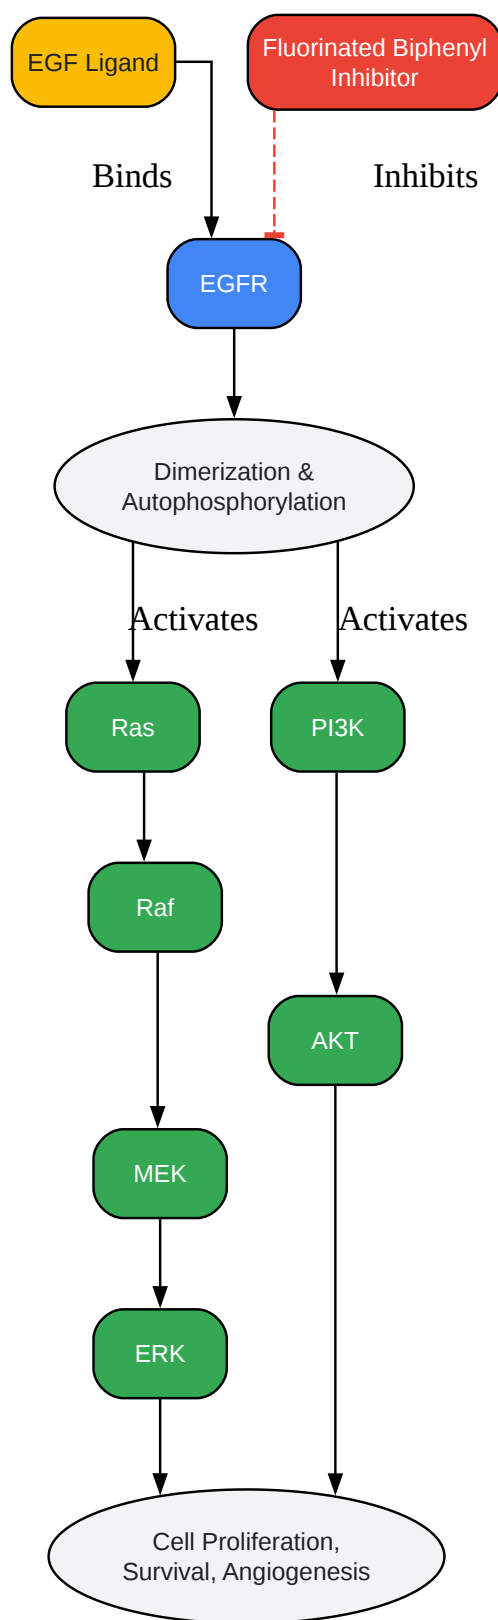 EGF Ligand
Fluorinated Biphenyl
Inhibitor
Binds
Inhibits
EGFR
Dimerization &
Autophosphorylation
Activates
Activates
Ras
PI3K
Raf
AKT
MEK
ERK
Cell Proliferation,
Survival, Angiogenesis